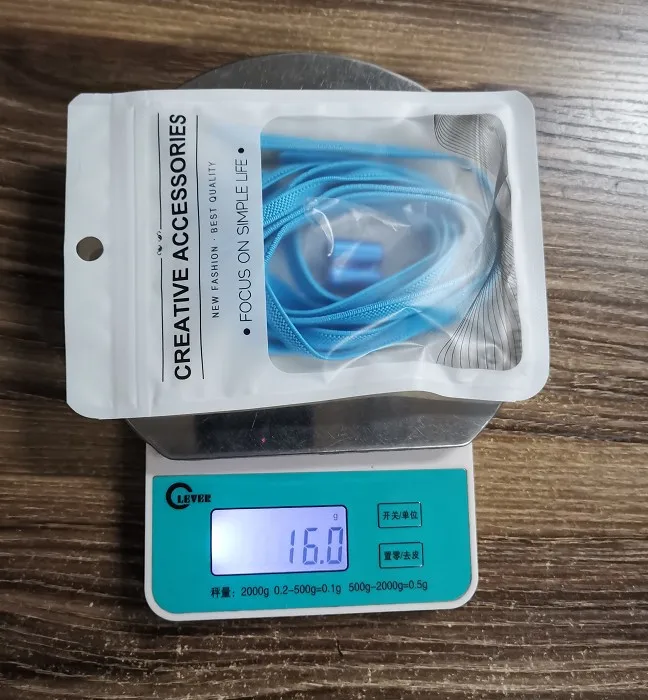 CREATIVE ACCESSORIES
NEW FASHION · BEST QUALITY
• FOCUS ON SIMPLE LIFE •
CLEVER
g
16.0
开关/单位
置零/去皮
秤量: 2000g 0.2-500g=0.1g 500g-2000g=0.5g